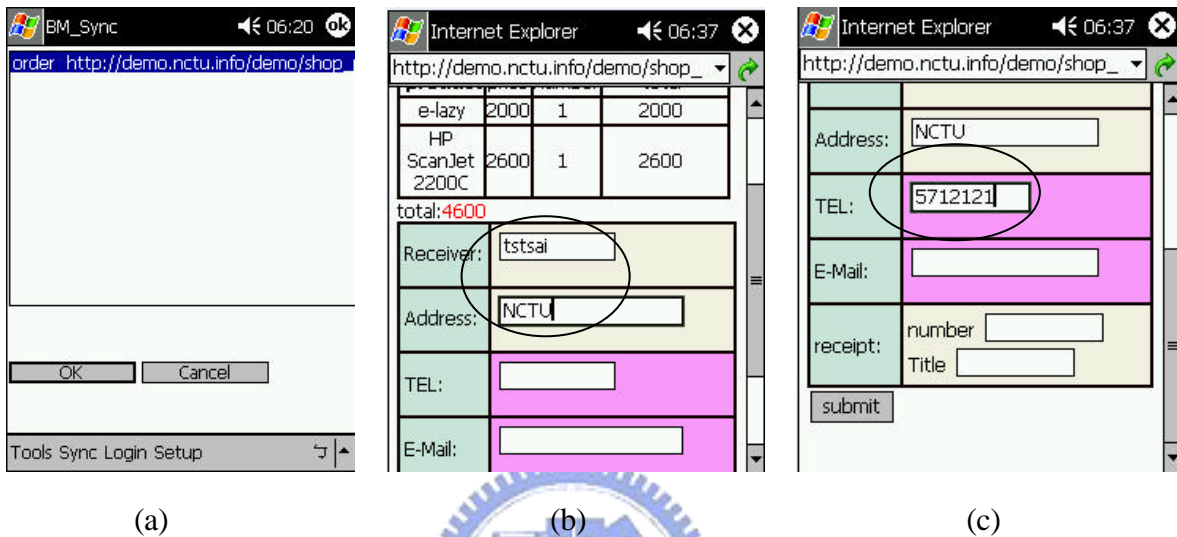 BM_Sync 06:20 ok
order http://demo.nctu.info/demo/shop_
OK Cancel
Tools Sync Login Setup
(a)
Internet Explorer 06:37
http://demo.nctu.info/demo/shop_
e-lazy 2000 1 2000
HP ScanJet 2200C 2600 1 2600
total:4600
Receiver: tstsai
Address: NCTU
TEL:
E-Mail:
(b)
Internet Explorer 06:37
http://demo.nctu.info/demo/shop_
Address: NCTU
TEL: 5712121
E-Mail:
receipt: number
Title
submit
(c)